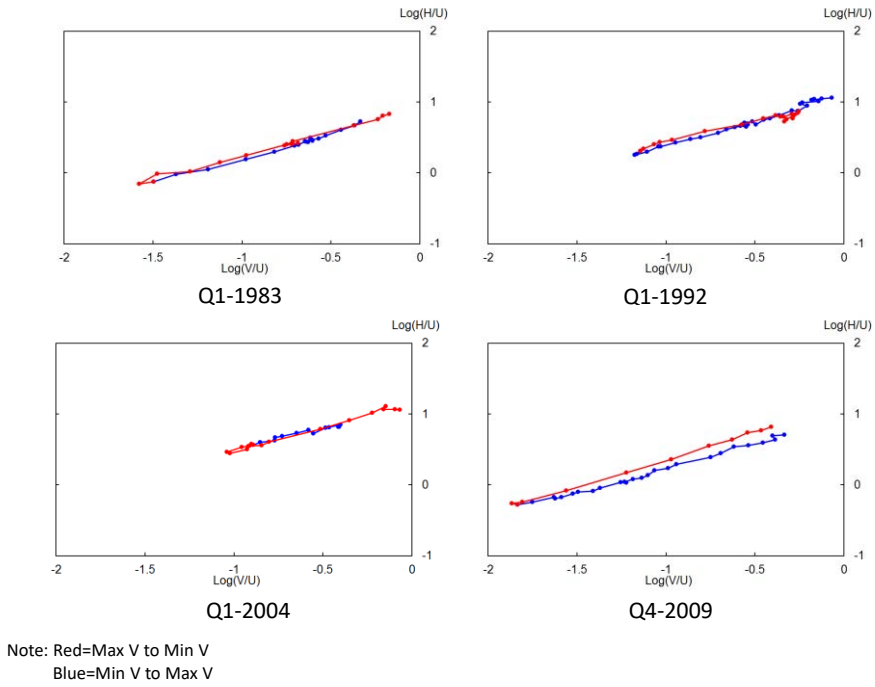 Log(H/U)
2
1
0
-1
-2
-1.5
-1
-0.5
0
Log(V/U)
Q1-1983
Log(H/U)
2
1
0
-1
-2
-1.5
-1
-0.5
0
Log(V/U)
Q1-1992
Log(H/U)
2
1
0
-1
-2
-1.5
-1
-0.5
0
Log(V/U)
Q1-2004
Log(H/U)
2
1
0
-1
-2
-1.5
-1
-0.5
0
Log(V/U)
Q4-2009
Note: Red=Max V to Min V
Blue=Min V to Max V